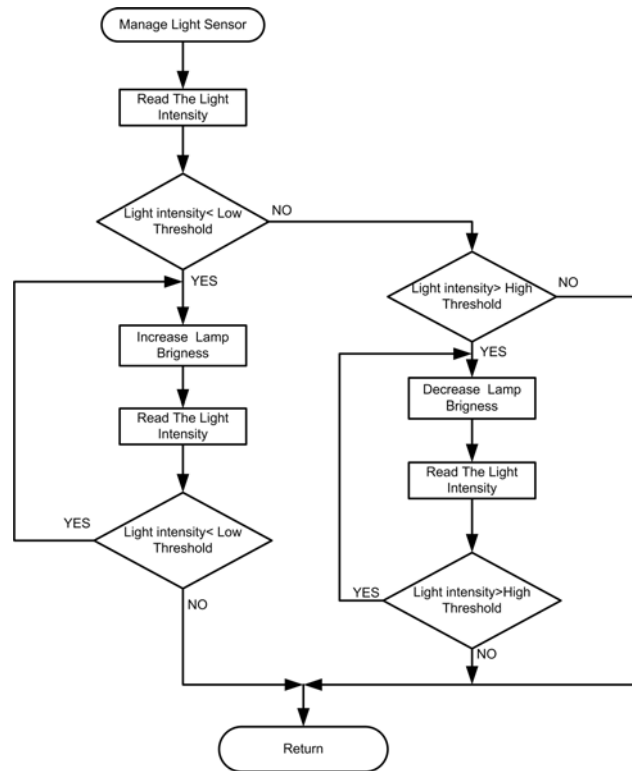 Manage Light Sensor
Read The Light
Intensity
Light intensity< Low
Threshold
NO
YES
Light intensity> High
Threshold
NO
YES
Increase Lamp
Brigness
Decrease Lamp
Brigness
Read The Light
Intensity
Read The Light
Intensity
YES
Light intensity< Low
Threshold
NO
YES
Light intensity>High
Threshold
NO
Return